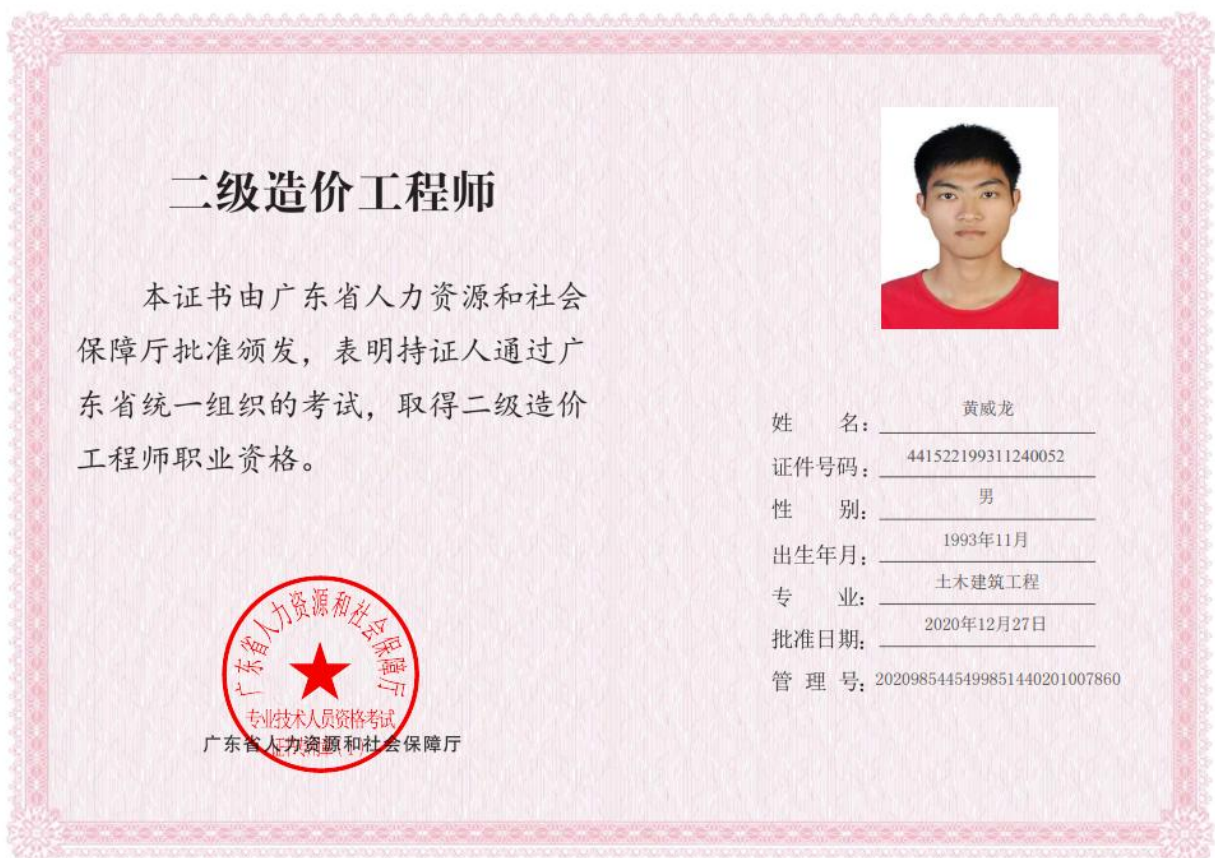 二级造价工程师
本证书由广东省人力资源和社会
保障厅批准颁发，表明持证人通过广
东省统一组织的考试，取得二级造价
工程师职业资格。
广东省人力资源和社会保障厅
专业技术人员资格考试
广东省人力资源和社会保障厅
姓 名：黄威龙
证件号码：441522199311240052
性 别：男
出生年月：1993年11月
专 业：土木建筑工程
批准日期：2020年12月27日
管 理 号：2020985445499851440201007860